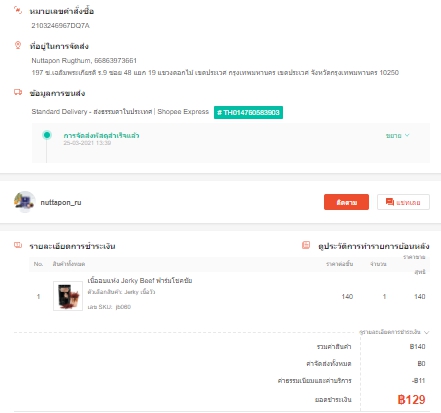 หมายเลขคำสั่งซื้อ
2103246967DQ7A
ที่อยู่ในการจัดส่ง
Nuttapon Rugthum, 66863973661
197 ซ.เฉลิมพระเกียรติ ร.9 ซอย 48 แยก 19 แขวงดอกไม้ เขตประเวศ กรุงเทพมหานคร เขตประเวศ จังหวัดกรุงเทพมหานคร 10250
ข้อมูลการขนส่ง
Standard Delivery - ส่งธรรมดาในประเทศ | Shopee Express # TH014760583903
การจัดส่งพัสดุสำเร็จแล้ว ขยาย
25-03-2021 13:39
nuttapon_ru ติดตาม แชทเลย
รายละเอียดการชำระเงิน ดูประวัติการทำรายการย้อนหลัง
No. สินค้าทั้งหมด ราคาต่อชิ้น จำนวน ราคาขายสุทธิ
1 เนื้ออบแห้ง Jerky Beef ฟาร์มโชคชัย 140 1 140
ตัวเลือกสินค้า: Jerky เนื้อวัว
เลข SKU: jb060
ดูรายละเอียดการชำระเงิน
รวมค่าสินค้า ฿140
ค่าจัดส่งทั้งหมด ฿0
ค่าธรรมเนียมและค่าบริการ -฿11
ยอดชำระเงิน ฿129